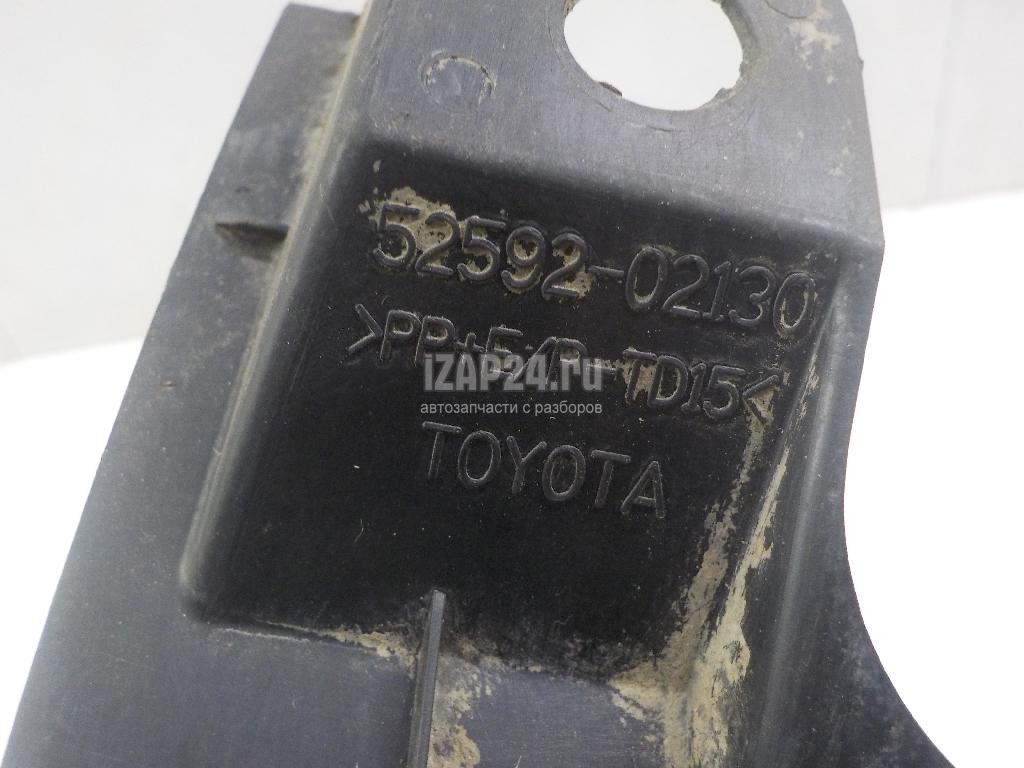 52592-02130
>PP+E/P-TD15<
iZAP24.ru
автозапчасти с разборов
TOYOTA